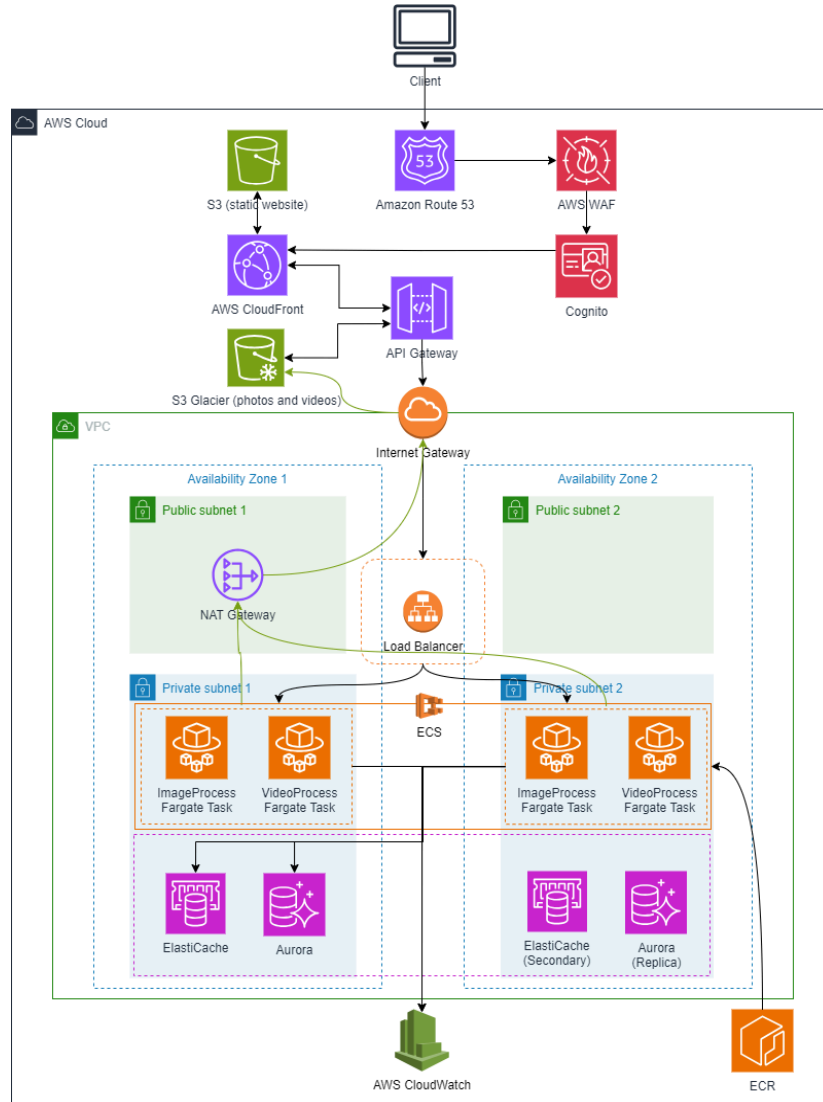 Client
AWS Cloud
53
S3 (static website)
Amazon Route 53
AWS WAF
AWS CloudFront
Cognito
API Gateway
S3 Glacier (photos and videos)
VPC
Internet Gateway
Availability Zone 1
Availability Zone 2
Public subnet 1
Public subnet 2
NAT Gateway
Load Balancer
Private subnet 1
Private subnet 2
ECS
ImageProcess
Fargate Task
VideoProcess
Fargate Task
ImageProcess
Fargate Task
VideoProcess
Fargate Task
ElastiCache
Aurora
ElastiCache
(Secondary)
Aurora
(Replica)
AWS CloudWatch
ECR